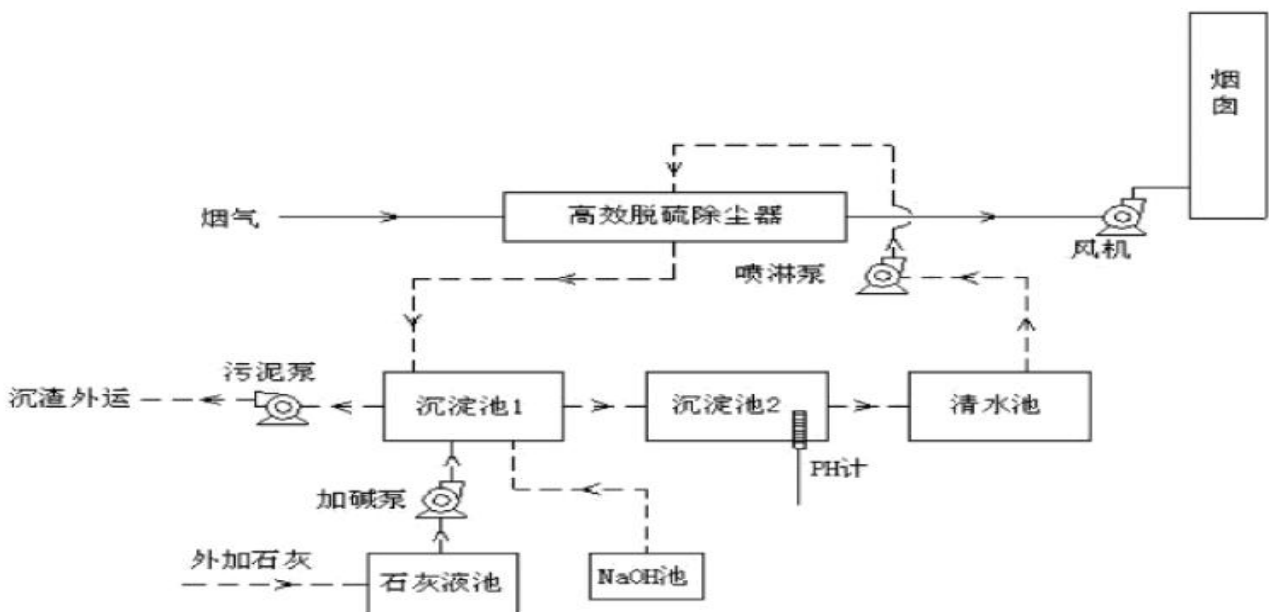 烟
囱
烟气
高效脱硫除尘器
风机
喷淋泵
污泥泵
沉渣外运
沉淀池1
沉淀池2
清水池
PH计
加碱泵
外加石灰
石灰液池
NaOH池